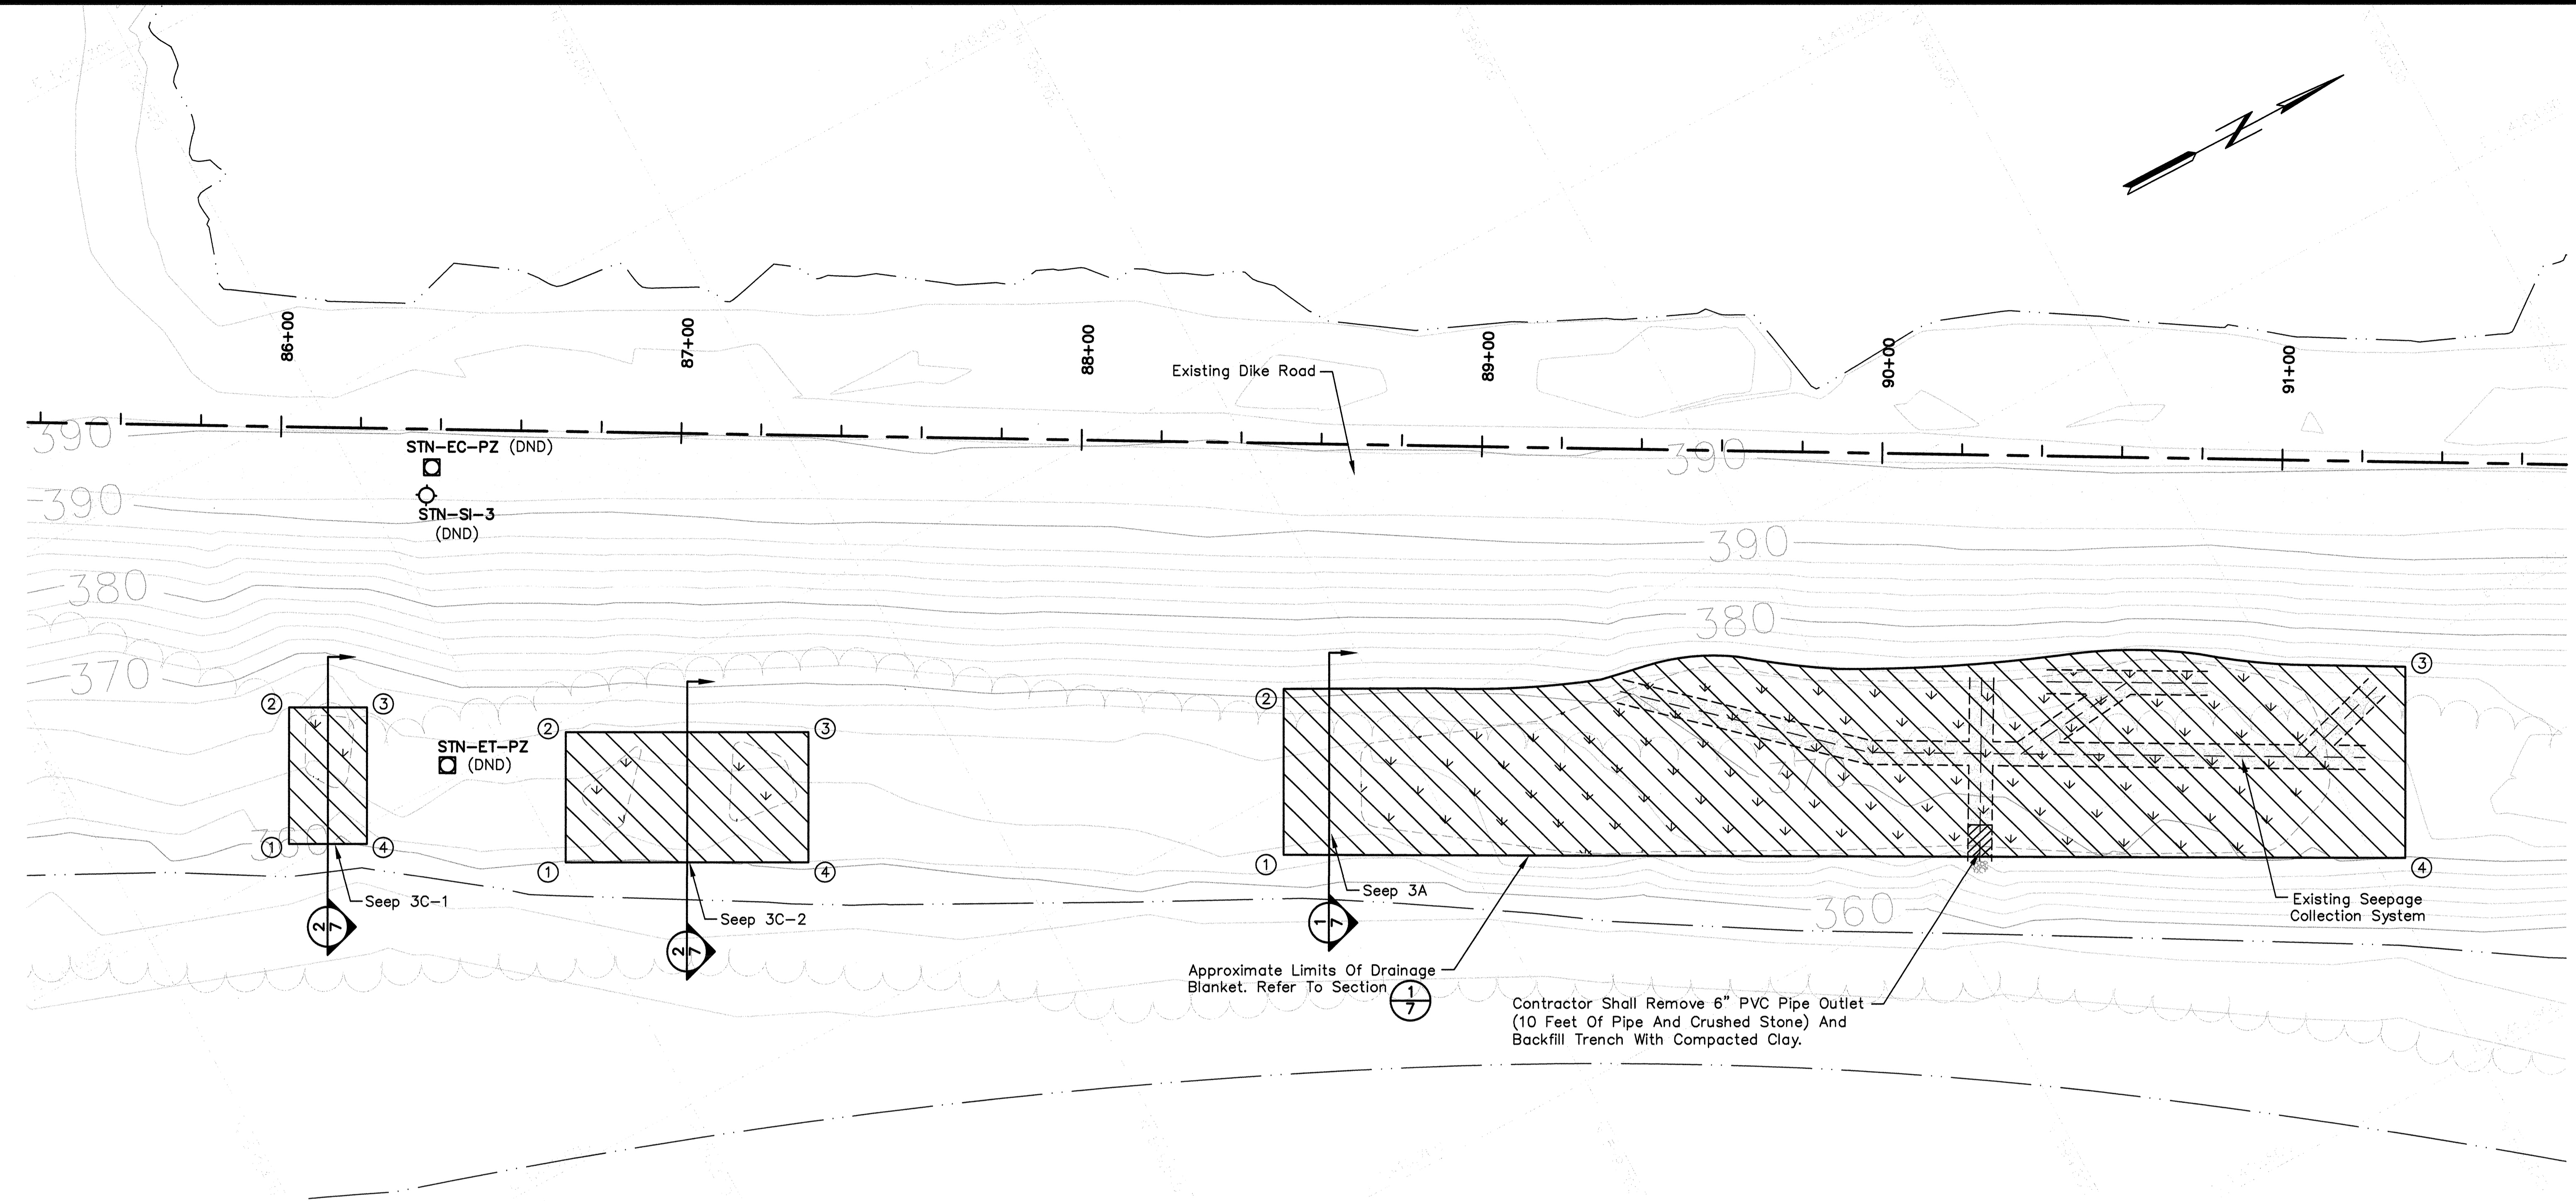 N
86+00
87+00
88+00
89+00
90+00
91+00
Existing Dike Road
390
STN-EC-PZ (DND)
390
390
STN-SI-3
(DND)
390
380
380
370
2
3
2
3
2
3
STN-ET-PZ
(DND)
370
360
1
4
1
4
1
4
Seep 3C-1
Seep 3C-2
Seep 3A
360
Existing Seepage
Collection System
2
7
2
7
1
7
Approximate Limits Of Drainage
Blanket. Refer To Section
1
7
Contractor Shall Remove 6" PVC Pipe Outlet
(10 Feet Of Pipe And Crushed Stone) And
Backfill Trench With Compacted Clay.